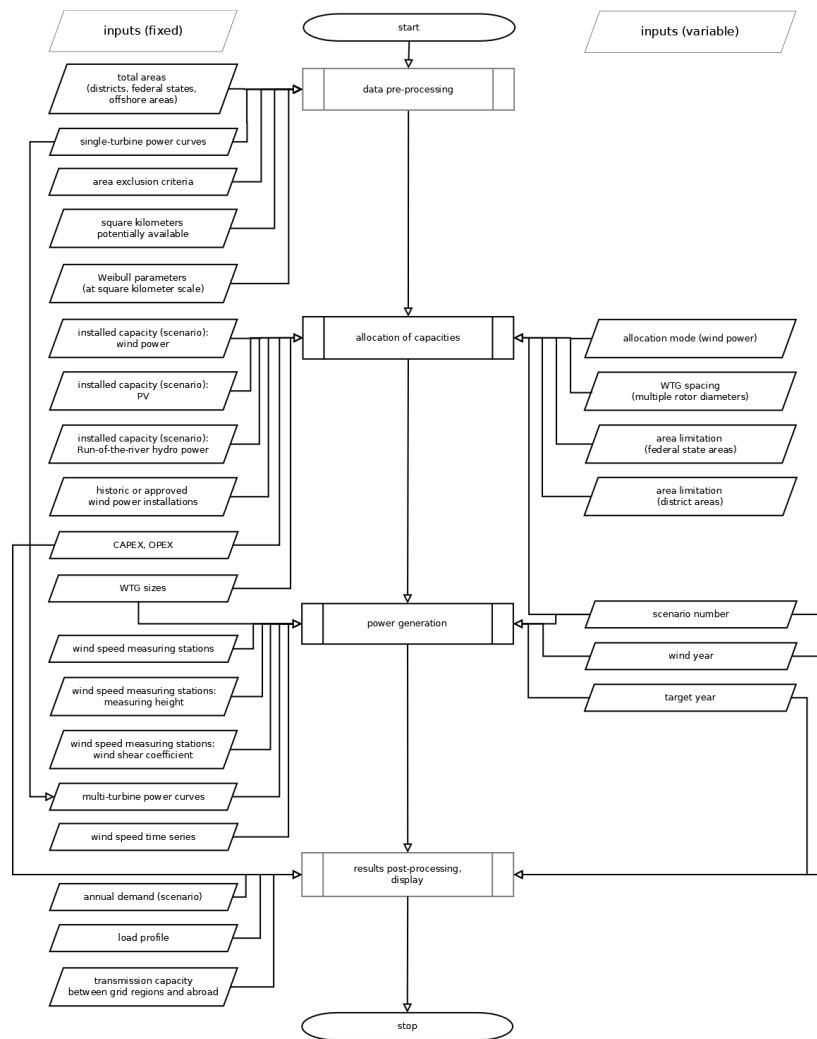 inputs (fixed)
start
inputs (variable)
total areas
(districts, federal states,
offshore areas)
data pre-processing
single-turbine power curves
area exclusion criteria
square kilometers
potentially available
Weibull parameters
(at square kilometer scale)
installed capacity (scenario):
wind power
allocation of capacities
allocation mode (wind power)
installed capacity (scenario):
PV
WTG spacing
(multiple rotor diameters)
installed capacity (scenario):
Run-of-the-river hydro power
area limitation
(federal state areas)
historic or approved
wind power installations
area limitation
(district areas)
CAPEX, OPEX
WTG sizes
power generation
scenario number
wind speed measuring stations
wind year
wind speed measuring stations:
measuring height
target year
wind speed measuring stations:
wind shear coefficient
multi-turbine power curves
wind speed time series
results post-processing,
display
annual demand (scenario)
load profile
transmission capacity
between grid regions and abroad
stop